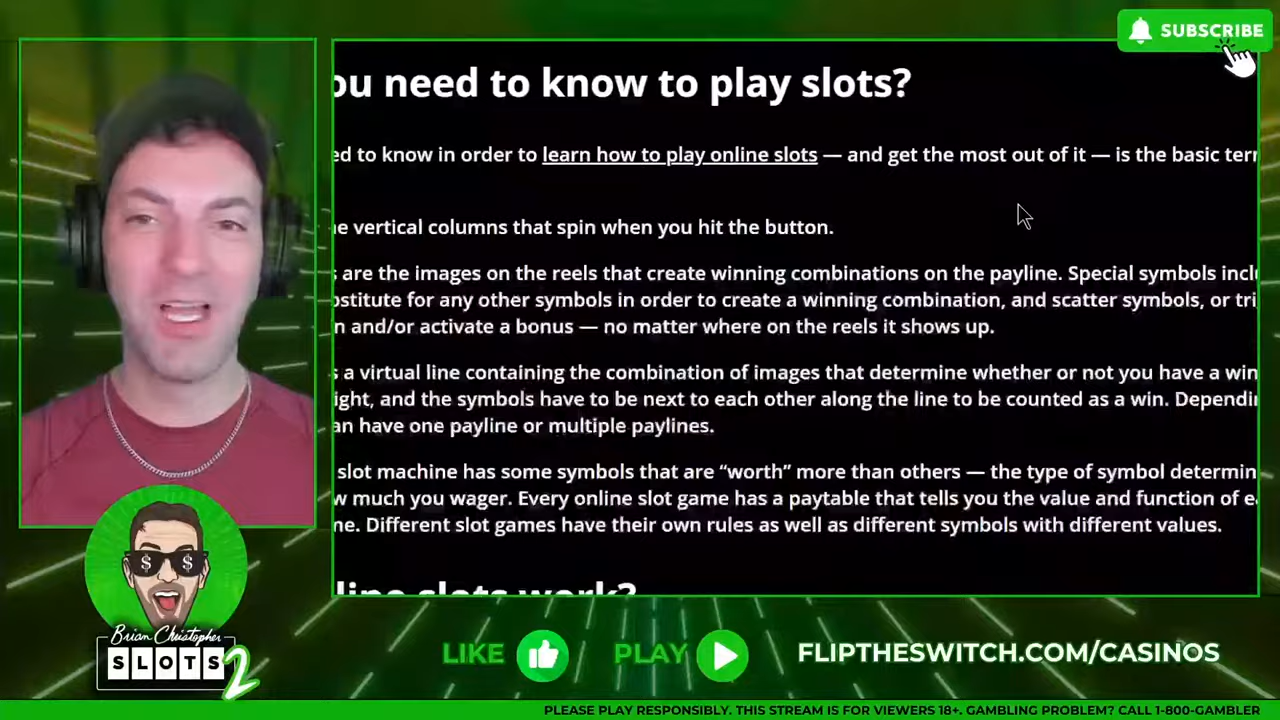 SUBSCRIBE
ou need to know to play slots?
ed to know in order to learn how to play online slots — and get the most out of it — is the basic terr
e vertical columns that spin when you hit the button.
s are the images on the reels that create winning combinations on the payline. Special symbols incl
stitute for any other symbols in order to create a winning combination, and scatter symbols, or tri
n and/or activate a bonus — no matter where on the reels it shows up.
s a virtual line containing the combination of images that determine whether or not you have a win
ight, and the symbols have to be next to each other along the line to be counted as a win. Dependi
an have one payline or multiple paylines.
slot machine has some symbols that are “worth” more than others — the type of symbol determin
w much you wager. Every online slot game has a paytable that tells you the value and function of e
me. Different slot games have their own rules as well as different symbols with different values.
line slots work?
$ $
Brian Christopher
SLOTS 2
LIKE PLAY FLIPTHESWITCH.COM/CASINOS
PLEASE PLAY RESPONSIBLY. THIS STREAM IS FOR VIEWERS 18+. GAMBLING PROBLEM? CALL 1-800-GAMBLER